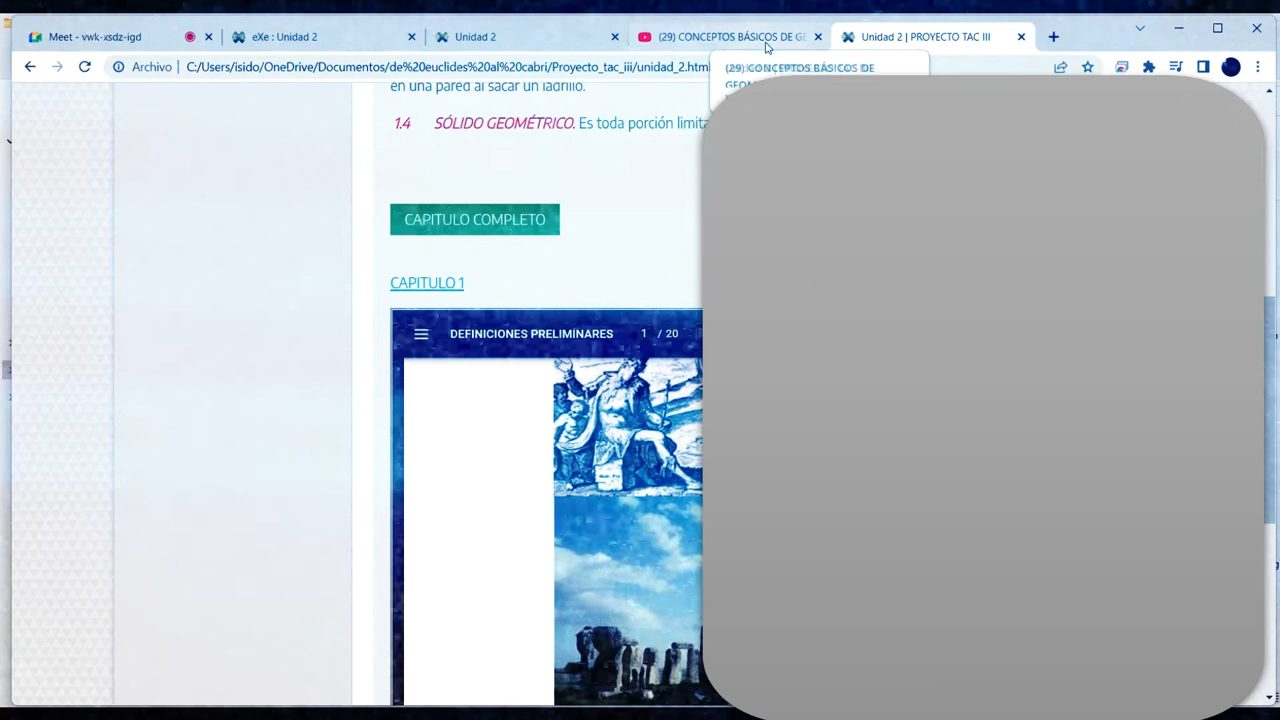 Meet - vwk-xsdz-igd
eXe : Unidad 2
Unidad 2
(29) CONCEPTOS BÁSICOS DE GE
Unidad 2 | PROYECTO TAC III
Archivo
C:/Users/isido/OneDrive/Documentos/de%20euclides%20al%20cabri/Proyecto_tac_iii/unidad_2.html
(29) CONCEPTOS BÁSICOS DE
en una pared al sacar un ladrillo.
1.4 SÓLIDO GEOMÉTRICO. Es toda porción limita
CAPITULO COMPLETO
CAPITULO 1
DEFINICIONES PRELIMINARES 1 / 20